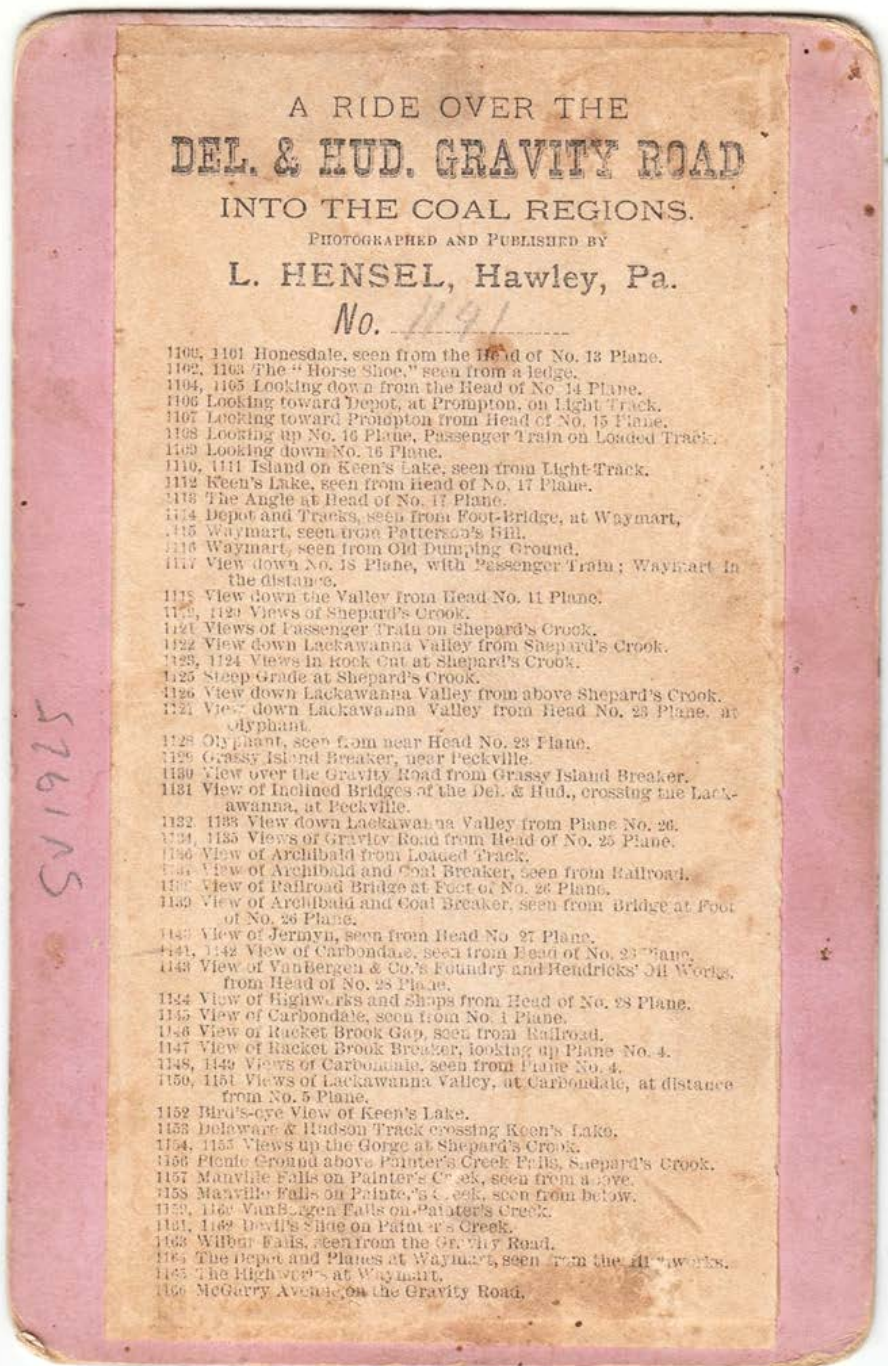 A RIDE OVER THE
DEL. & HUD. GRAVITY ROAD
INTO THE COAL REGIONS.
PHOTOGRAPHED AND PUBLISHED BY
L. HENSEL, Hawley, Pa.
No. 1141
1100, 1101 Honesdale, seen from the Head of No. 13 Plane.
1102, 1103 The "Horse Shoe," seen from a ledge.
1104, 1105 Looking down from the Head of No 14 Plane.
1106 Looking toward Depot, at Prompton, on Light Track.
1107 Looking toward Prompton from Head of No. 15 Plane.
1108 Looking up No. 16 Plane, Passenger Train on Loaded Track.
1109 Looking down No. 16 Plane.
1110, 1111 Island on Keen's Lake, seen from Light-Track.
1112 Keen's Lake, seen from Head of No. 17 Plane.
1113 The Angle at Head of No. 17 Plane.
1114 Depot and Tracks, seen from Foot-Bridge, at Waymart,
1115 Waymart, seen from Patterson's Hill.
1116 Waymart, seen from Old Dumping Ground.
1117 View down No. 18 Plane, with Passenger Train; Waymart in
the distance.
1118 View down the Valley from Head No. 11 Plane.
1119, 1120 Views of Shepard's Crook.
1121 Views of Passenger Train on Shepard's Crook.
1122 View down Lackawanna Valley from Shepard's Crook.
1123, 1124 Views in Rock Cut at Shepard's Crook.
1125 Steep Grade at Shepard's Crook.
1126 View down Lackawanna Valley from above Shepard's Crook.
1127 View down Lackawanna Valley from Head No. 23 Plane, at
Olyphant.
1128 Olyphant, seen from near Head No. 23 Plane.
1129 Grassy Island Breaker, near Peckville.
1130 View over the Gravity Road from Grassy Island Breaker.
1131 View of Inclined Bridges of the Del. & Hud., crossing the Lack-
awanna, at Peckville.
1132, 1133 View down Lackawanna Valley from Plane No. 26.
1134, 1135 Views of Gravity Road from Head of No. 25 Plane.
1136 View of Archibald from Loaded Track.
1137 View of Archibald and Coal Breaker, seen from Railroad.
1138 View of Railroad Bridge at Foot of No. 26 Plane.
1139 View of Archibald and Coal Breaker, seen from Bridge at Foot
of No. 26 Plane.
1140 View of Jermyn, seen from Head No 27 Plane.
1141, 1142 View of Carbondale, seen from Head of No. Plane.
1143 View of VanBergen & Co.'s Foundry and Hendricks' Oil Works,
from Head of No. 28 Plane.
1144 View of Highworks and Shops from Head of No. 28 Plane.
1145 View of Carbondale, seen from No. 1 Plane.
1146 View of Racket Brook Gap, seen from Railroad.
1147 View of Racket Brook Breaker, looking up Plane No. 4.
1148, 1149 Views of Carbondale, seen from Plane No. 4.
1150, 1151 Views of Lackawanna Valley, at Carbondale, at distance
from No. 5 Plane.
1152 Bird's-eye View of Keen's Lake.
1153 Delaware & Hudson Track crossing Keen's Lake.
1154, 1155 Views up the Gorge at Shepard's Crook.
1156 Picnic Ground above Painter's Creek Falls, Shepard's Crook.
1157 Manville Falls on Painter's Creek, seen from above.
1158 Manville Falls on Painter's Creek, seen from below.
1159, 1160 VanBergen Falls on Painter's Creek.
1161, 1162 Devil's Slide on Painter's Creek.
1163 Wilbur Falls, seen from the Gravity Road.
1164 The Depot and Planes at Waymart, seen from the Highworks.
1165 The Highworks at Waymart.
1166 McGarry Avenue, on the Gravity Road.
SV1925